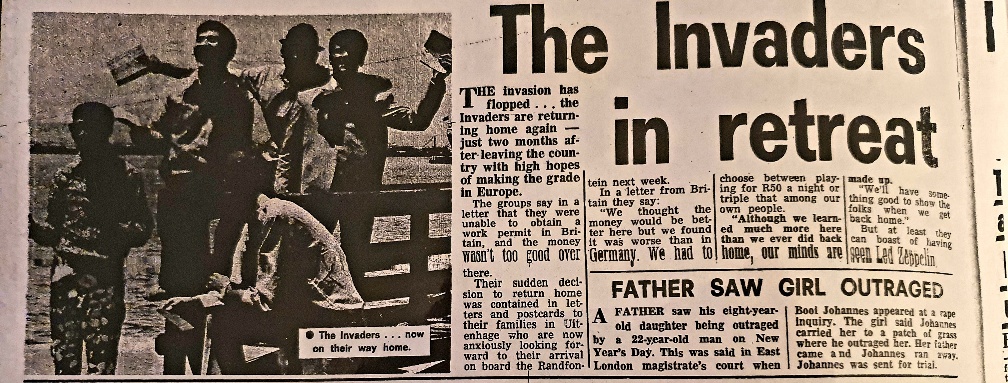 The Invaders
in retreat
THE invasion has
flopped . . . the
Invaders are return-
ing home again —
just two months af-
ter leaving the coun-
try with high hopes
of making the grade
in Europe.
The groups say in a
letter that they were
unable to obtain a
work permit in Bri-
tain, and the money
wasn't too good over
there.
Their sudden deci-
sion to return home
was contained in let-
ters and postcards to
their families in Uit-
enhage who are now
anxiously looking for-
ward to their arrival
on board the Randfon-
tein next week.
In a letter from Bri-
tain they say:
"We thought the
money would be bet-
ter here but we found
it was worse than in
Germany. We had to
choose between play-
ing for R50 a night or
triple that among our
own people.
"Although we learn-
ed much more here
than we ever did back
home, our minds are
made up.
"We'll have some-
thing good to show the
folks when we get
back home."
But at least they
can boast of having
seen Led Zeppelin
● The Invaders . . . now
on their way home.
FATHER SAW GIRL OUTRAGED
A FATHER saw his eight-year-
old daughter being outraged
by a 22-year-old man on New
Year's Day. This was said in East
London magistrate's court when
Booi Johannes appeared at a rape
inquiry. The girl said Johannes
carried her to a patch of grass
where he outraged her. Her father
came and Johannes ran away.
Johannes was sent for trial.